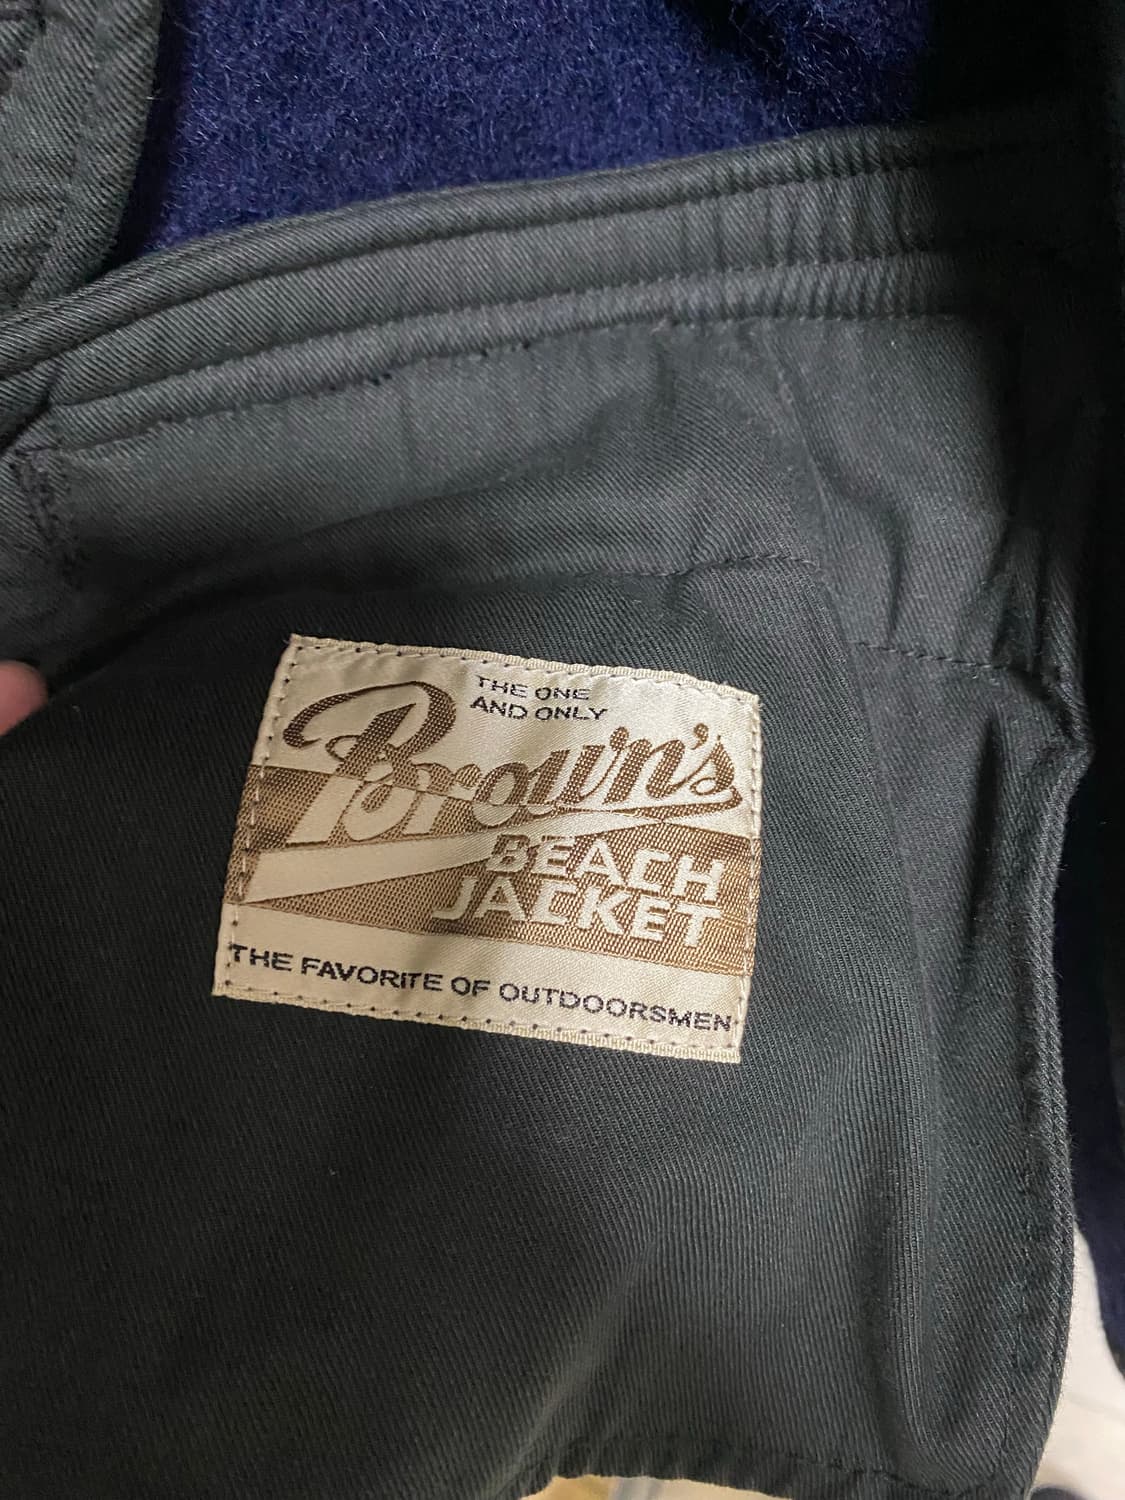 THE ONE
AND ONLY
Brown's
BEACH
JACKET
THE FAVORITE OF OUTDOORSMEN